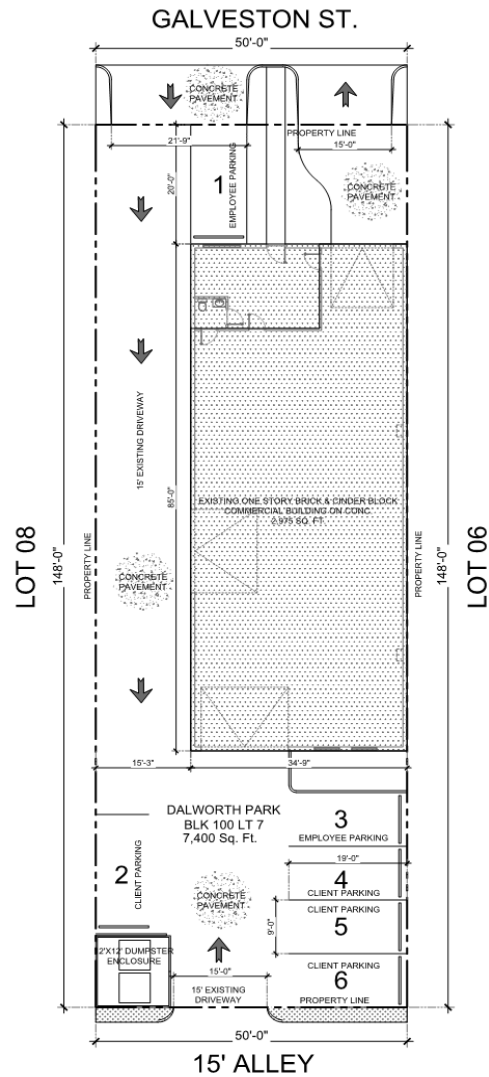 GALVESTON ST.
50'-0"
CONCRETE
PAVEMENT
PROPERTY LINE
21'-9"
15'-0"
20'-0"
1
EMPLOYEE PARKING
CONCRETE
PAVEMENT
15' EXISTING DRIVEWAY
85'-0"
EXISTING ONE STORY BRICK & CINDER BLOCK
COMMERCIAL BUILDING ON CONC.
2,975 SQ. FT.
LOT 08
148'-0"
PROPERTY LINE
CONCRETE
PAVEMENT
PROPERTY LINE
148'-0"
LOT 06
15'-3"
34'-9"
DALWORTH PARK
BLK 100 LT 7
7,400 Sq. Ft.
3
EMPLOYEE PARKING
19'-0"
2
CLIENT PARKING
4
CLIENT PARKING
CONCRETE
PAVEMENT
CLIENT PARKING
5
9'-0"
2'X12' DUMPSTER
ENCLOSURE
15'-0"
15' EXISTING
DRIVEWAY
CLIENT PARKING
6
PROPERTY LINE
50'-0"
15' ALLEY